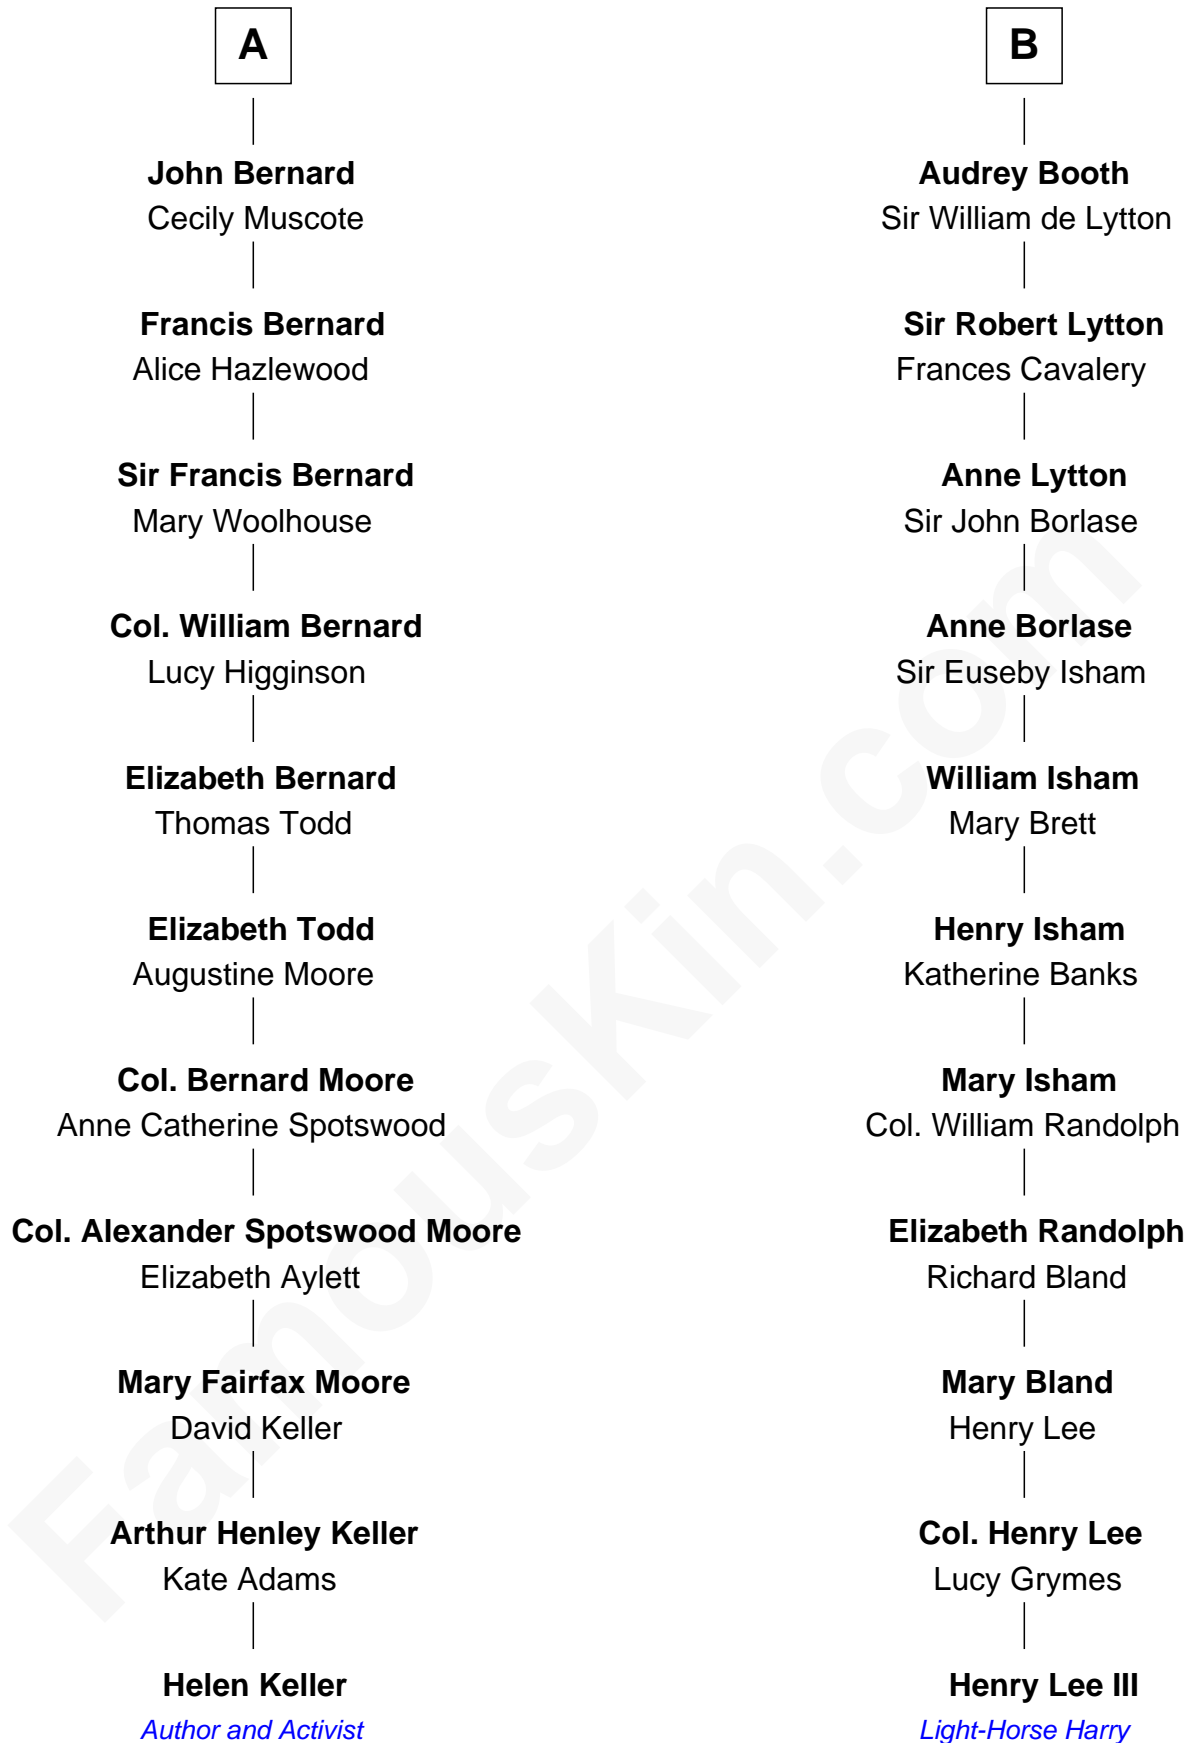 A
John Bernard
Cecily Muscote
Francis Bernard
Alice Hazlewood
Sir Francis Bernard
Mary Woolhouse
Col. William Bernard
Lucy Higginson
Elizabeth Bernard
Thomas Todd
Elizabeth Todd
Augustine Moore
Col. Bernard Moore
Anne Catherine Spotswood
Col. Alexander Spotswood Moore
Elizabeth Aylett
Mary Fairfax Moore
David Keller
Arthur Henley Keller
Kate Adams
Helen Keller
Author and Activist
B
Audrey Booth
Sir William de Lytton
Sir Robert Lytton
Frances Cavalery
Anne Lytton
Sir John Borlase
Anne Borlase
Sir Euseby Isham
William Isham
Mary Brett
Henry Isham
Katherine Banks
Mary Isham
Col. William Randolph
Elizabeth Randolph
Richard Bland
Mary Bland
Henry Lee
Col. Henry Lee
Lucy Grymes
Henry Lee III
Light-Horse Harry
FamousKin.com